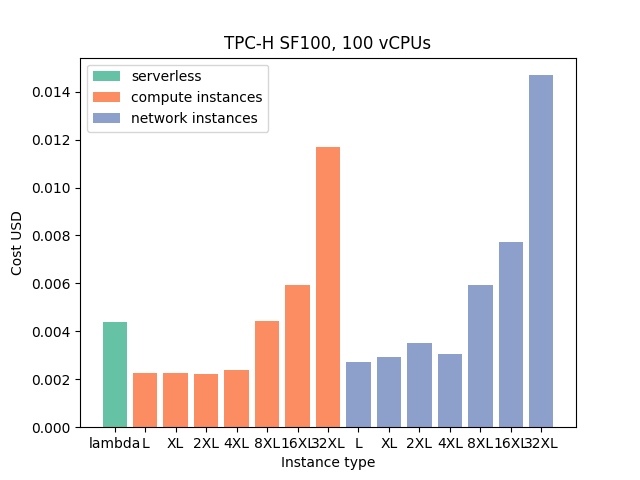 TPC-H SF100, 100 vCPUs
serverless
compute instances
network instances
Cost USD
0.014
0.012
0.010
0.008
0.006
0.004
0.002
0.000
lambda L XL 2XL 4XL 8XL 16XL 32XL L XL 2XL 4XL 8XL 16XL 32XL
Instance type